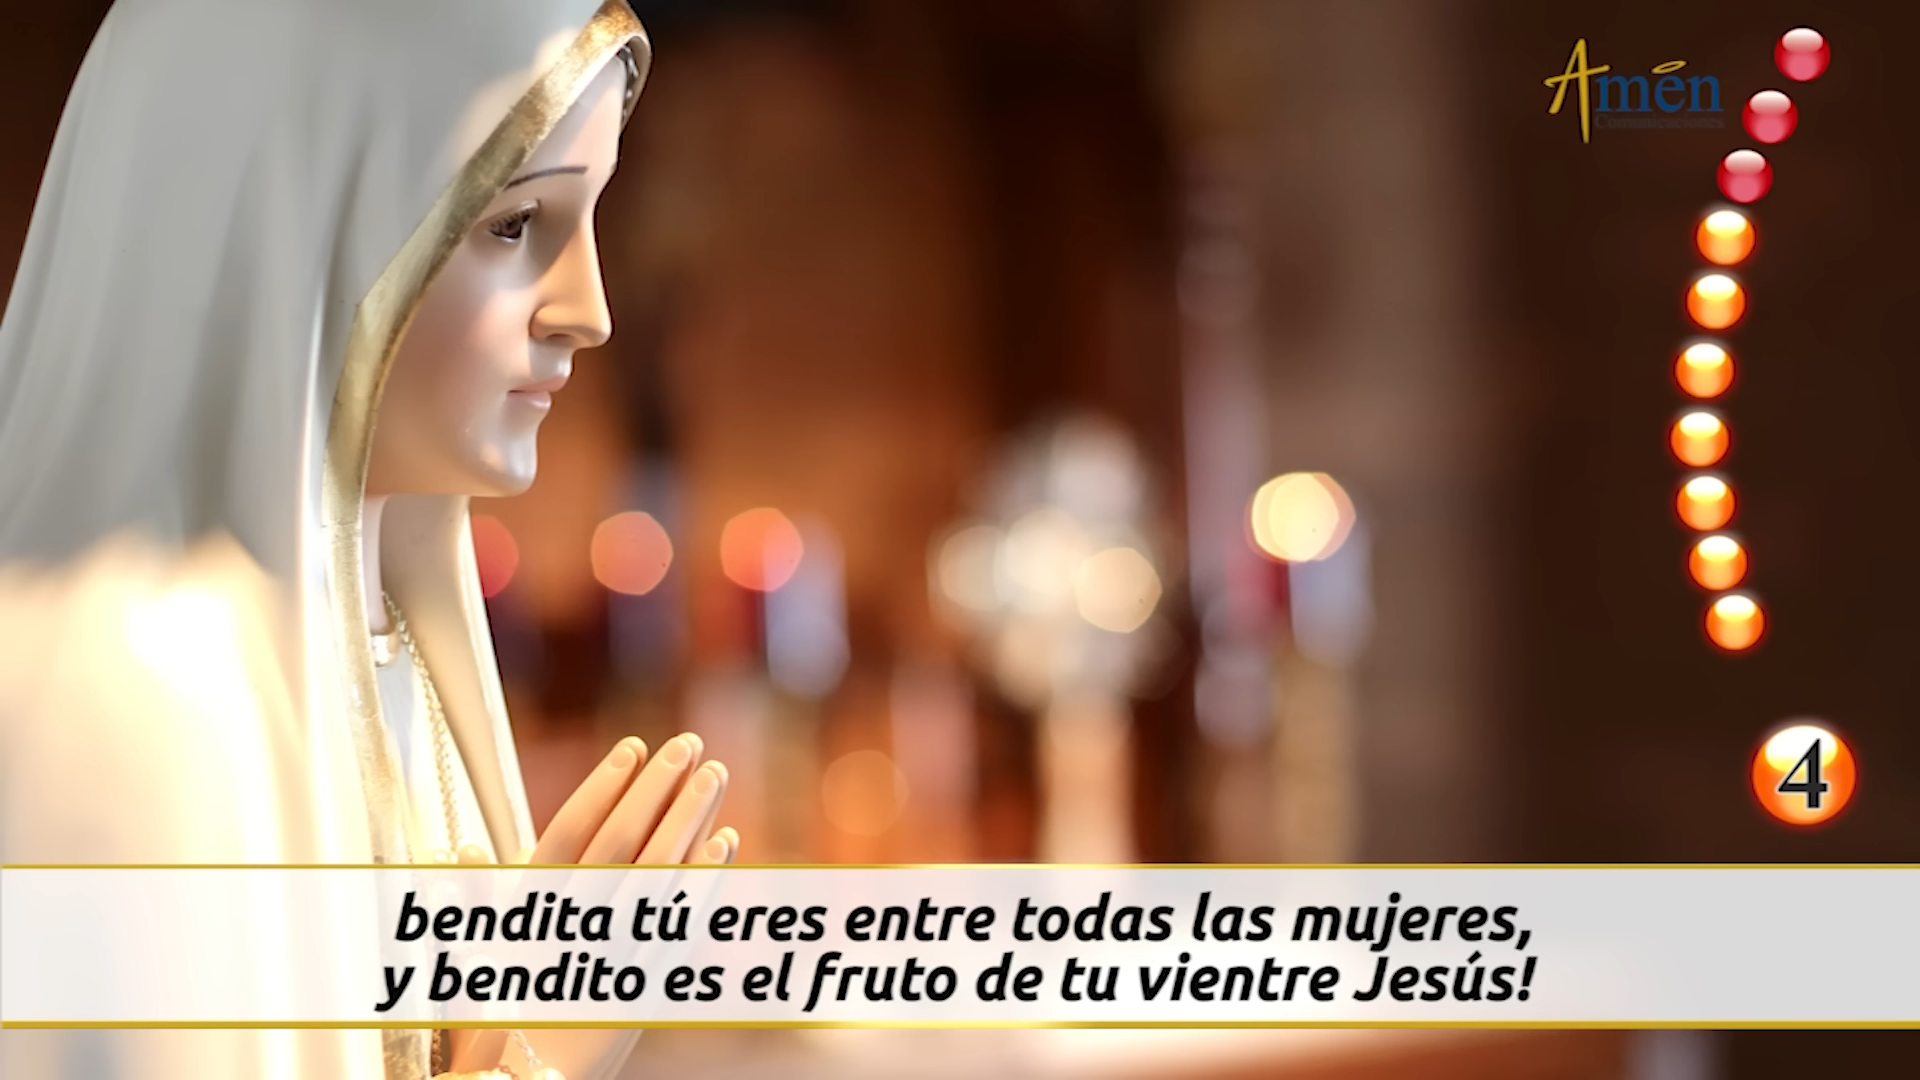 Amén
Comunicaciones
4
bendita tú eres entre todas las mujeres,
y bendito es el fruto de tu vientre Jesús!